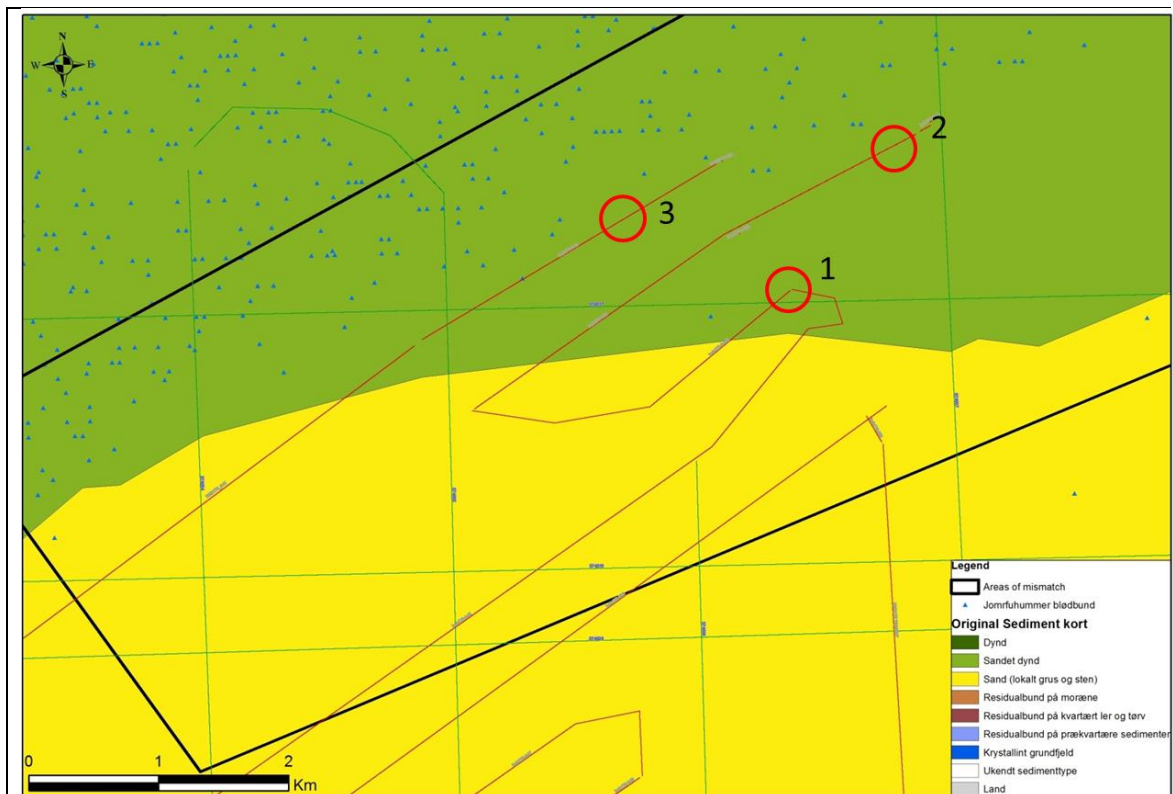 N
W E
S
2
3
1
Legend
Areas of mismatch
Jomrfuhummer blødbund
Original Sediment kort
Dynd
Sandet dynd
Sand (lokalt grus og sten)
Residualbund på moræne
Residualbund på kvartært ler og tørv
Residualbund på prækvartære sedimenter
Krystallint grundfjeld
Ukendt sedimenttype
Land
0 1 2
Km